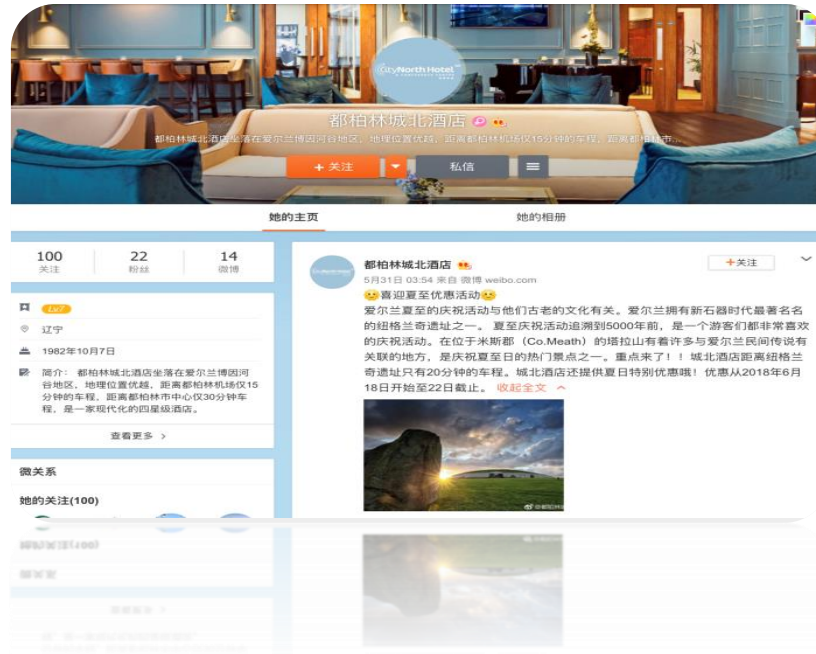 CityNorth Hotel
都柏林城北酒店
都柏林城北酒店坐落在爱尔兰博因河谷地区，地理位置优越，距离都柏林机场仅15分钟的车程，距离都柏林市...
+关注
私信
她的主页
她的相册
100
关注
22
粉丝
14
微博
Lv7
辽宁
1982年10月7日
简介： 都柏林城北酒店坐落在爱尔兰博因河
谷地区，地理位置优越，距离都柏林机场仅15
分钟的车程，距离都柏林市中心仅30分钟车
程，是一家现代化的四星级酒店。
查看更多 >
微关系
她的关注(100)
都柏林城北酒店
+关注
5月31日 03:54 来自 微博 weibo.com
喜迎夏至优惠活动
爱尔兰夏至的庆祝活动与他们古老的文化有关。爱尔兰拥有新石器时代最著名名
的纽格兰奇遗址之一。 夏至庆祝活动追溯到5000年前，是一个游客们都非常喜欢
的庆祝活动。在位于米斯郡（Co.Meath）的塔拉山有着许多与爱尔兰民间传说有
关联的地方，是庆祝夏至日的热门景点之一。重点来了！！城北酒店距离纽格兰
奇遗址只有20分钟的车程。城北酒店还提供夏日特别优惠哦！优惠从2018年6月
18日开始至22日截止。 收起全文